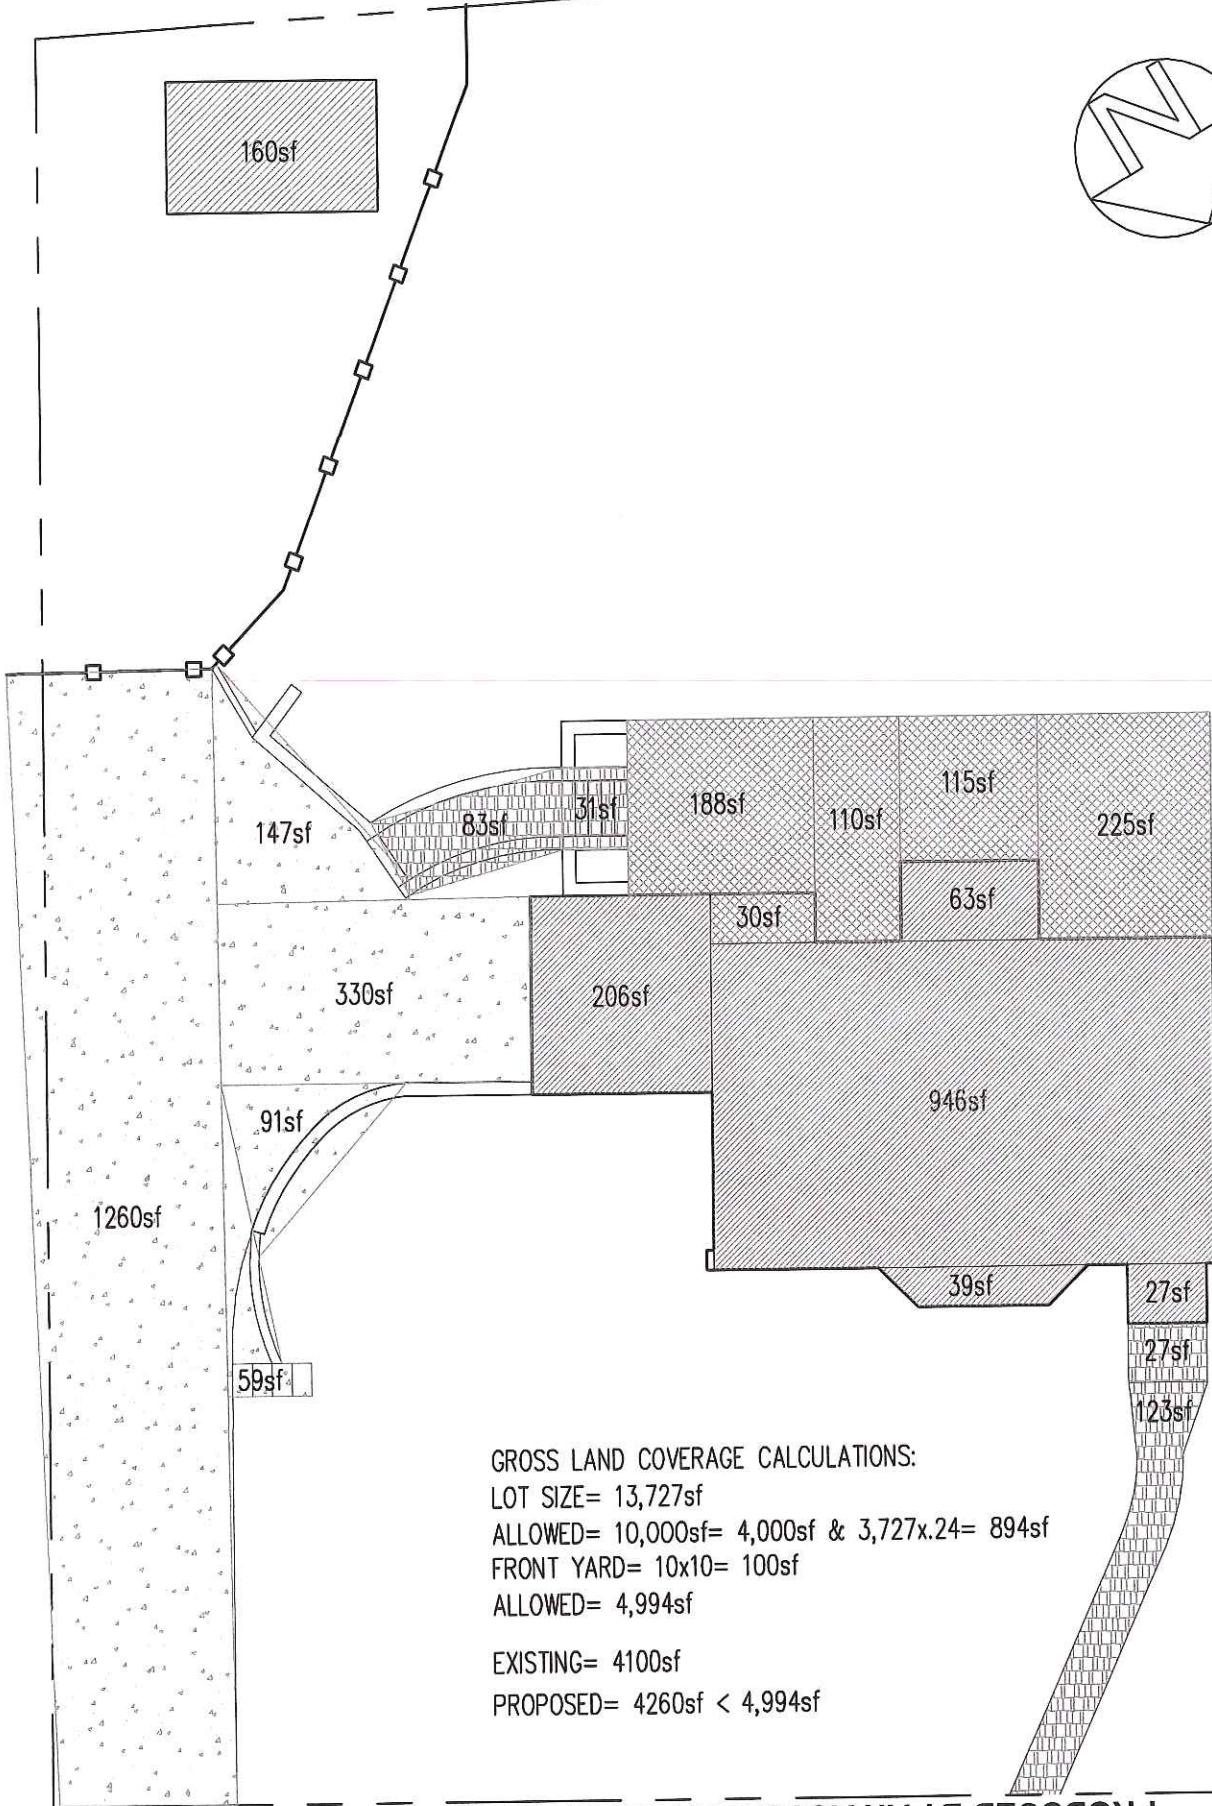 160sf
N
147sf
83sf
31sf
188sf
110sf
115sf
225sf
30sf
63sf
330sf
206sf
946sf
91sf
1260sf
39sf
27sf
27sf
123sf
59sf
GROSS LAND COVERAGE CALCULATIONS:
LOT SIZE= 13,727sf
ALLOWED= 10,000sf= 4,000sf & 3,727x.24= 894sf
FRONT YARD= 10x10= 100sf
ALLOWED= 4,994sf
EXISTING= 4100sf
PROPOSED= 4260sf < 4,994sf